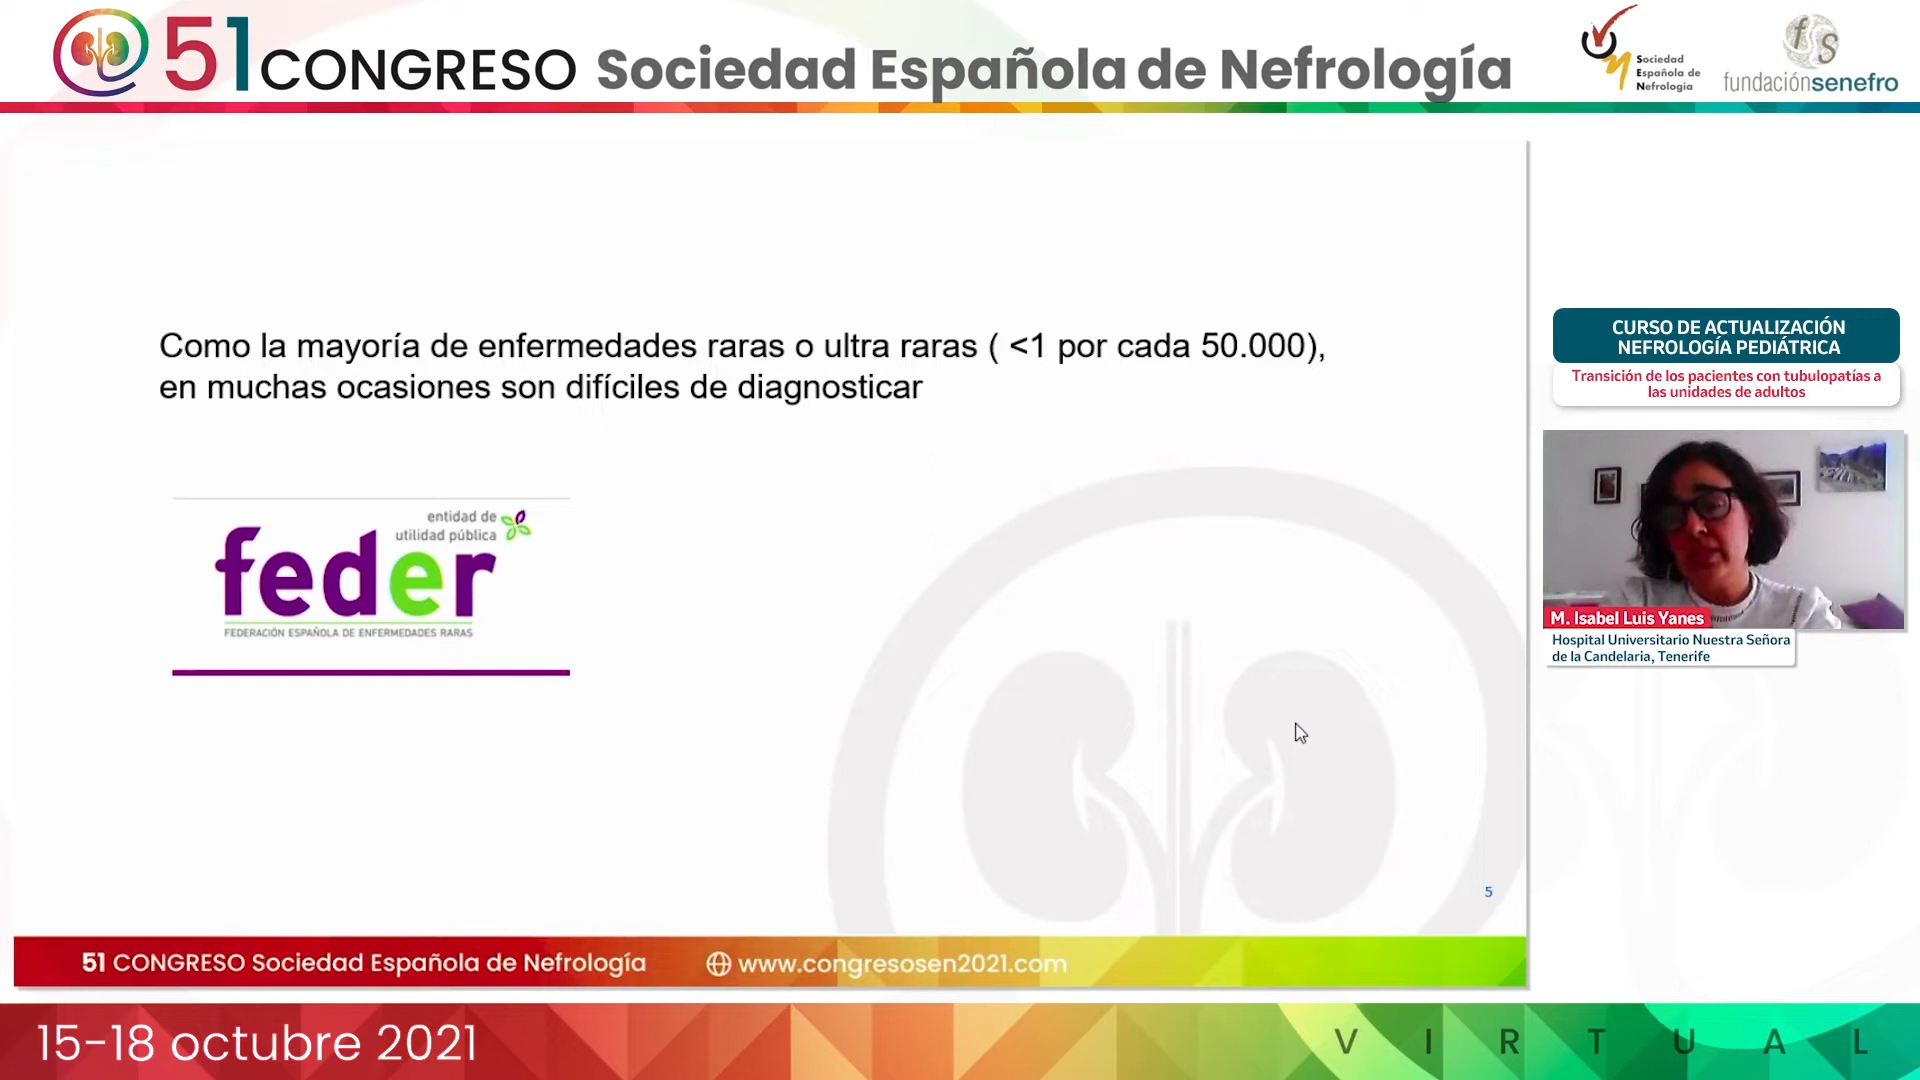 51 CONGRESO Sociedad Española de Nefrología
Sociedad
Española de
Nefrología
fs
fundaciónsenefro
Como la mayoría de enfermedades raras o ultra raras ( <1 por cada 50.000),
en muchas ocasiones son difíciles de diagnosticar
entidad de
utilidad pública
feder
FEDERACIÓN ESPAÑOLA DE ENFERMEDADES RARAS
5
51 CONGRESO Sociedad Española de Nefrología
www.congresosen2021.com
CURSO DE ACTUALIZACIÓN
NEFROLOGÍA PEDIÁTRICA
Transición de los pacientes con tubulopatías a
las unidades de adultos
M. Isabel Luis Yanes
Hospital Universitario Nuestra Señora
de la Candelaria, Tenerife
15-18 octubre 2021
VIRTUAL